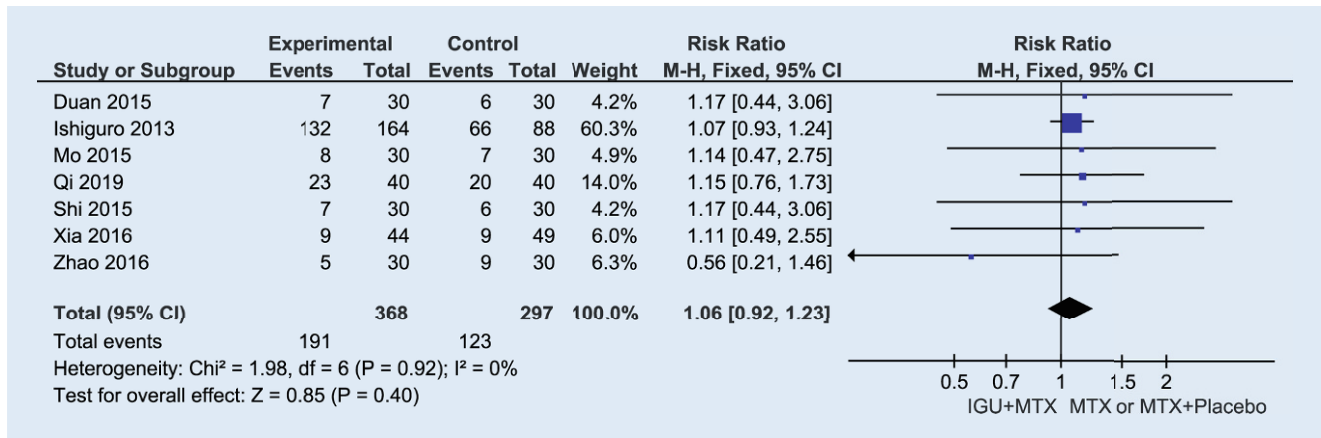 Experimental Control Risk Ratio Risk Ratio
Study or Subgroup Events Total Events Total Weight M-H, Fixed, 95% CI M-H, Fixed, 95% CI
Duan 2015 7 30 6 30 4.2% 1.17 [0.44, 3.06]
Ishiguro 2013 132 164 66 88 60.3% 1.07 [0.93, 1.24]
Mo 2015 8 30 7 30 4.9% 1.14 [0.47, 2.75]
Qi 2019 23 40 20 40 14.0% 1.15 [0.76, 1.73]
Shi 2015 7 30 6 30 4.2% 1.17 [0.44, 3.06]
Xia 2016 9 44 9 49 6.0% 1.11 [0.49, 2.55]
Zhao 2016 5 30 9 30 6.3% 0.56 [0.21, 1.46]
Total (95% CI) 368 297 100.0% 1.06 [0.92, 1.23]
Total events 191 123
Heterogeneity: Chi² = 1.98, df = 6 (P = 0.92); I² = 0%
Test for overall effect: Z = 0.85 (P = 0.40)
0.5 0.7 1 1.5 2
IGU+MTX MTX or MTX+Placebo